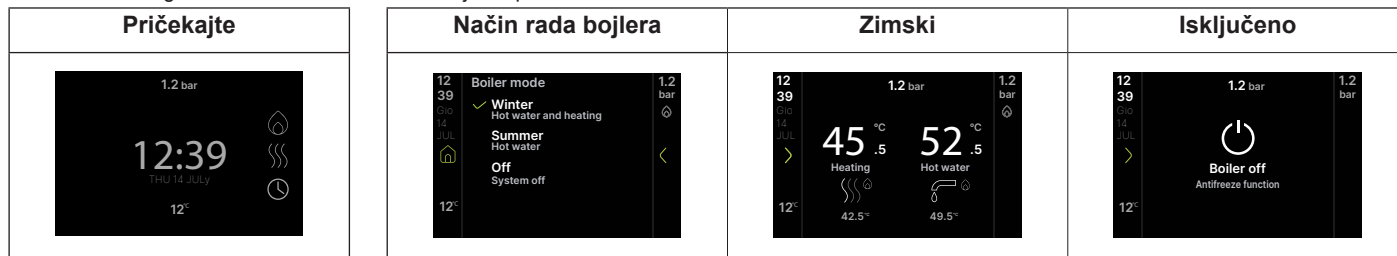 Pričekajte
1.2 bar
12:39
THU 14 JULy
12°C
Način rada bojlera
12
39
Gio
14
JUL
12°C
Boiler mode
Winter
Hot water and heating
Summer
Hot water
Off
System off
1.2
bar
Zimski
12
39
Gio
14
JUL
12°C
1.2 bar
45.5 °C
Heating
42.5°C
52.5 °C
Hot water
49.5°C
1.2
bar
Isključeno
12
39
Gio
14
JUL
12°C
1.2 bar
Boiler off
Antifreeze function
1.2
bar